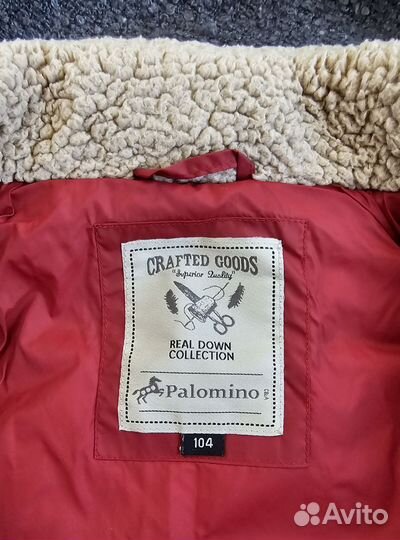 CRAFTED GOODS
"Superior Quality"
REAL DOWN
COLLECTION
Palomino
104
Avito